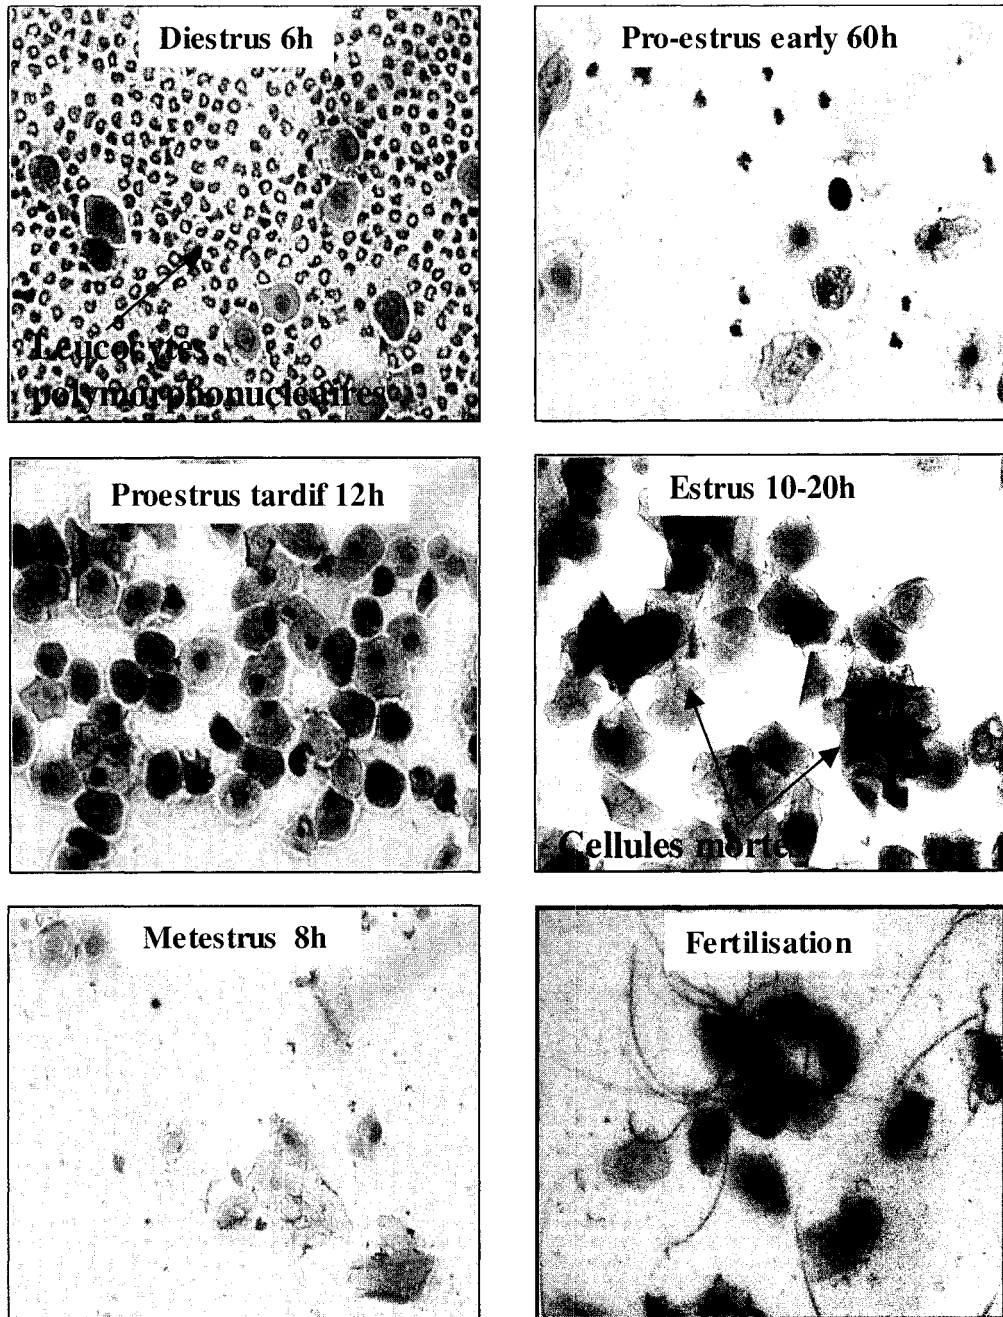 Diestrus 6h
Pro-estrus early 60h
Leucocytes
polymorphonucléaires
Proestrus tardif 12h
Estrus 10-20h
Cellules mortes
Metestrus 8h
Fertilisation